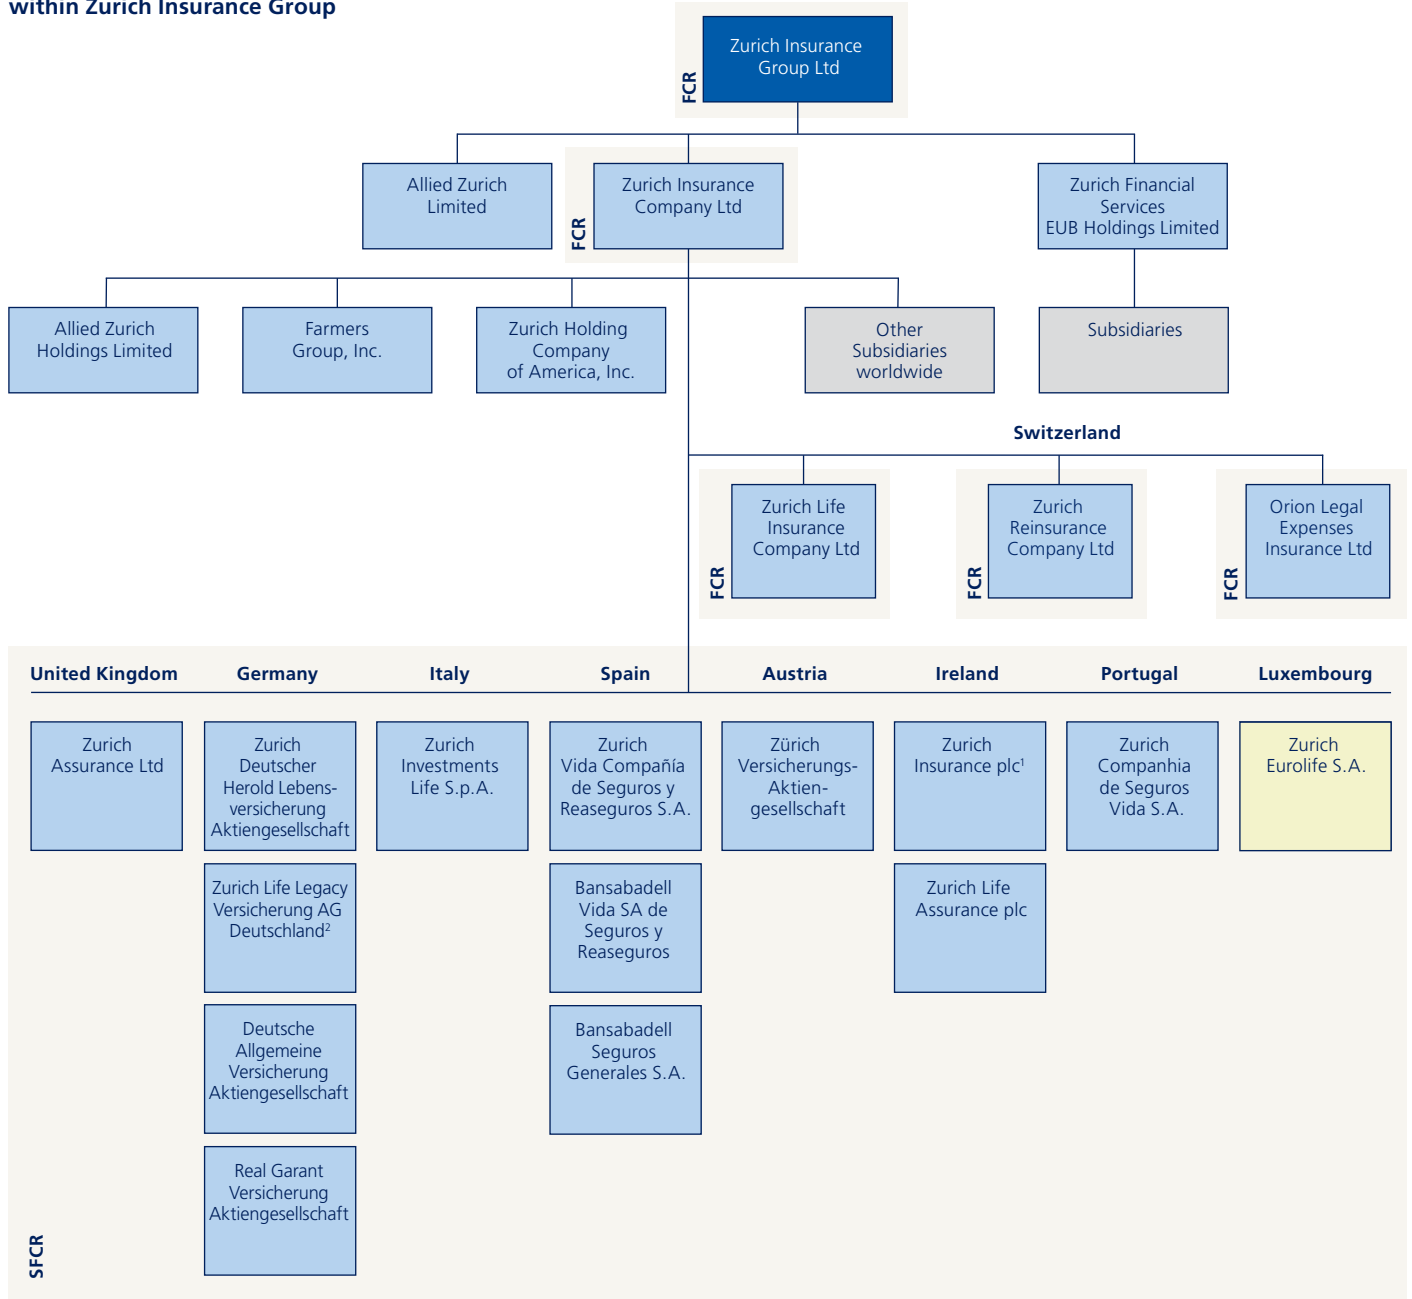 within Zurich Insurance Group
Zurich Insurance
Group Ltd
FCR
Allied Zurich
Limited
FCR
Zurich Insurance
Company Ltd
Zurich Financial
Services
EUB Holdings Limited
Allied Zurich
Holdings Limited
Farmers
Group, Inc.
Zurich Holding
Company
of America, Inc.
Other
Subsidiaries
worldwide
Subsidiaries
Switzerland
FCR
Zurich Life
Insurance
Company Ltd
FCR
Zurich
Reinsurance
Company Ltd
FCR
Orion Legal
Expenses
Insurance Ltd
United Kingdom
Germany
Italy
Spain
Austria
Ireland
Portugal
Luxembourg
Zurich
Assurance Ltd
Zurich
Deutscher
Herold Lebens-
versicherung
Aktiengesellschaft
Zurich
Investments
Life S.p.A.
Zurich
Vida Compañía
de Seguros y
Reaseguros S.A.
Zürich
Versicherungs-
Aktien-
gesellschaft
Zurich
Insurance plc¹
Zurich
Companhia
de Seguros
Vida S.A.
Zurich
Eurolife S.A.
Zurich Life Legacy
Versicherung AG
Deutschland²
Bansabadell
Vida SA de
Seguros y
Reaseguros
Zurich Life
Assurance plc
Deutsche
Allgemeine
Versicherung
Aktiengesellschaft
Bansabadell
Seguros
Generales S.A.
Real Garant
Versicherung
Aktiengesellschaft
SFCR